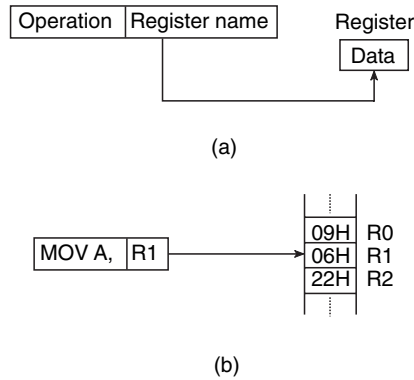 Operation Register name
Register
Data
(a)
09H R0
MOV A, R1 06H R1
22H R2
(b)